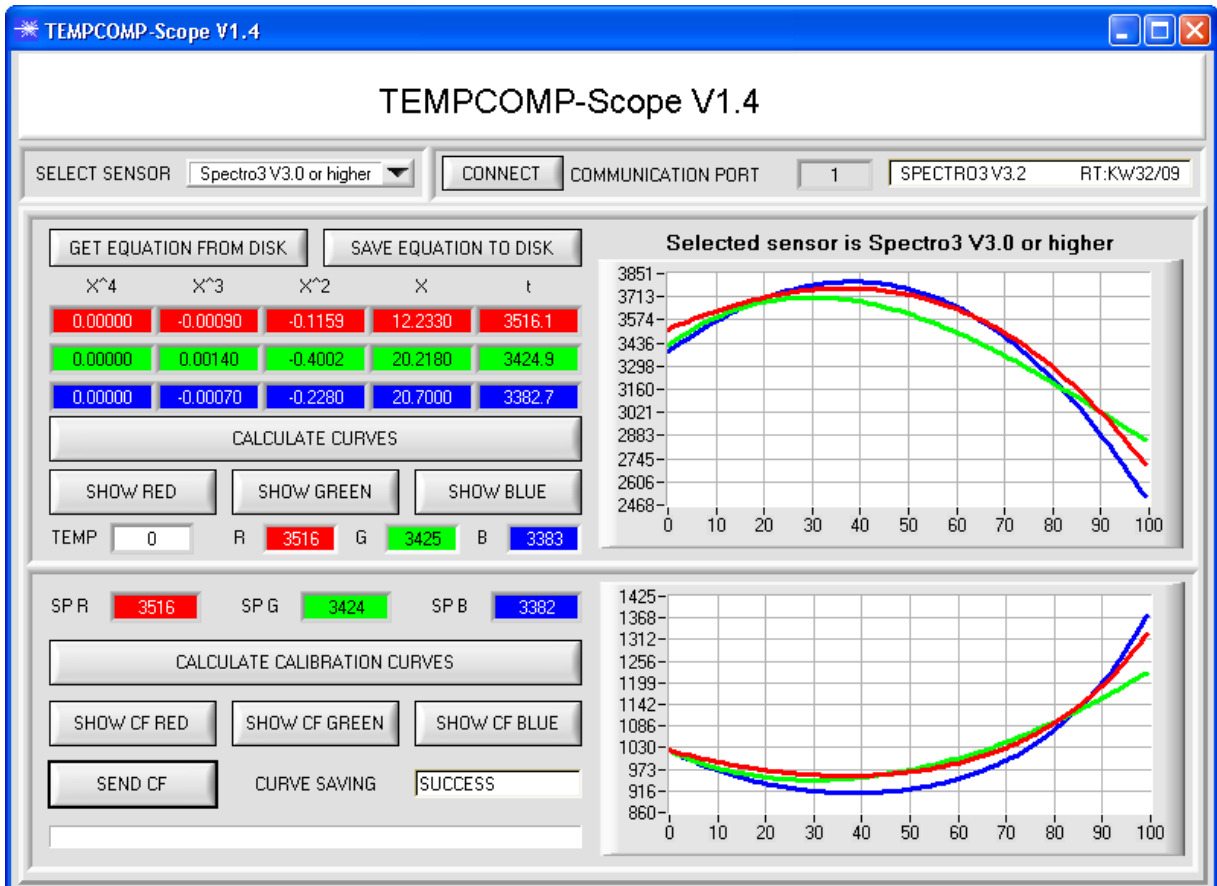 TEMPCOMP-Scope V1.4
TEMPCOMP-Scope V1.4
SELECT SENSOR Spectro3 V3.0 or higher CONNECT COMMUNICATION PORT 1 SPECTRO3 V3.2 RT:KW32/09
GET EQUATION FROM DISK SAVE EQUATION TO DISK
X^4 X^3 X^2 X t
0.00000 -0.00090 -0.1159 12.2330 3516.1
0.00000 0.00140 -0.4002 20.2180 3424.9
0.00000 -0.00070 -0.2280 20.7000 3382.7
CALCULATE CURVES
SHOW RED SHOW GREEN SHOW BLUE
TEMP 0 R 3516 G 3425 B 3383
Selected sensor is Spectro3 V3.0 or higher
3851
3713
3574
3436
3298
3160
3021
2883
2745
2606
2468
0 10 20 30 40 50 60 70 80 90 100
SP R 3516 SP G 3424 SP B 3382
CALCULATE CALIBRATION CURVES
SHOW CF RED SHOW CF GREEN SHOW CF BLUE
SEND CF CURVE SAVING SUCCESS
1425
1368
1312
1256
1199
1142
1086
1030
973
916
860
0 10 20 30 40 50 60 70 80 90 100